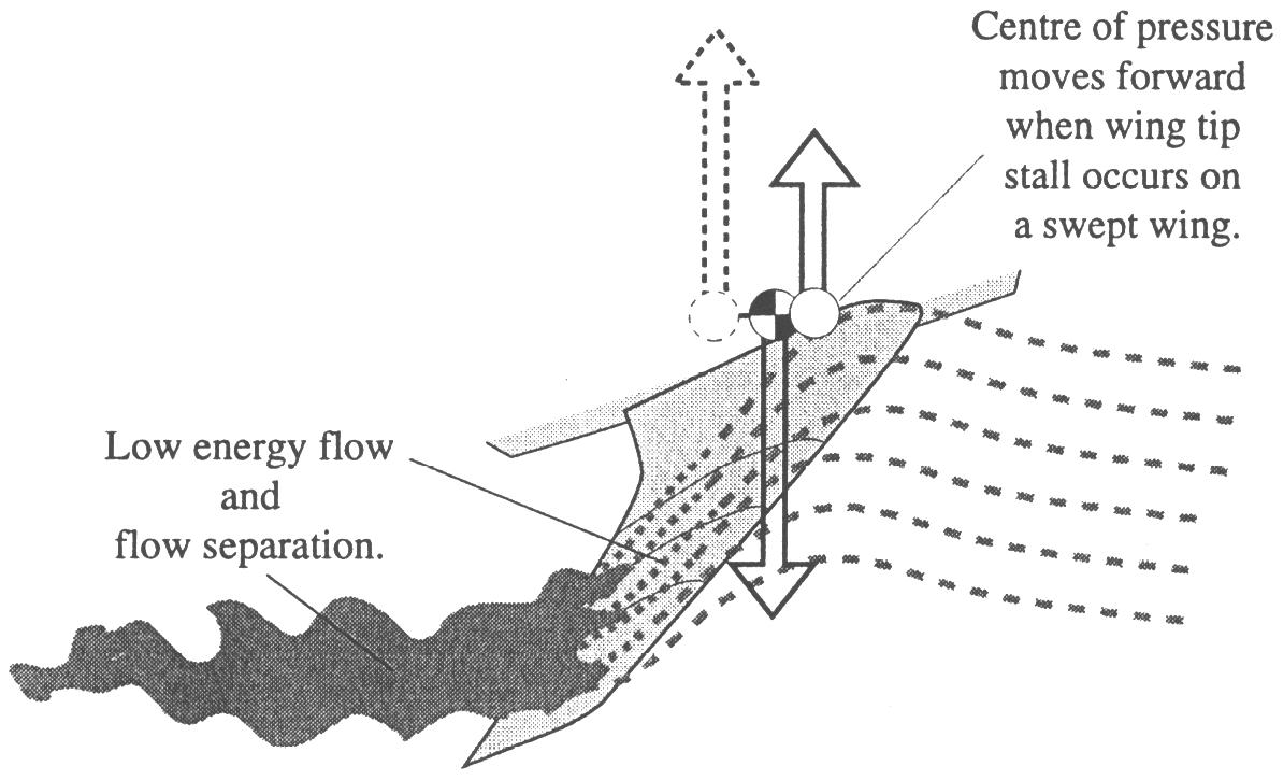 Centre of pressure
moves forward
when wing tip
stall occurs on
a swept wing.
Low energy flow
and
flow separation.